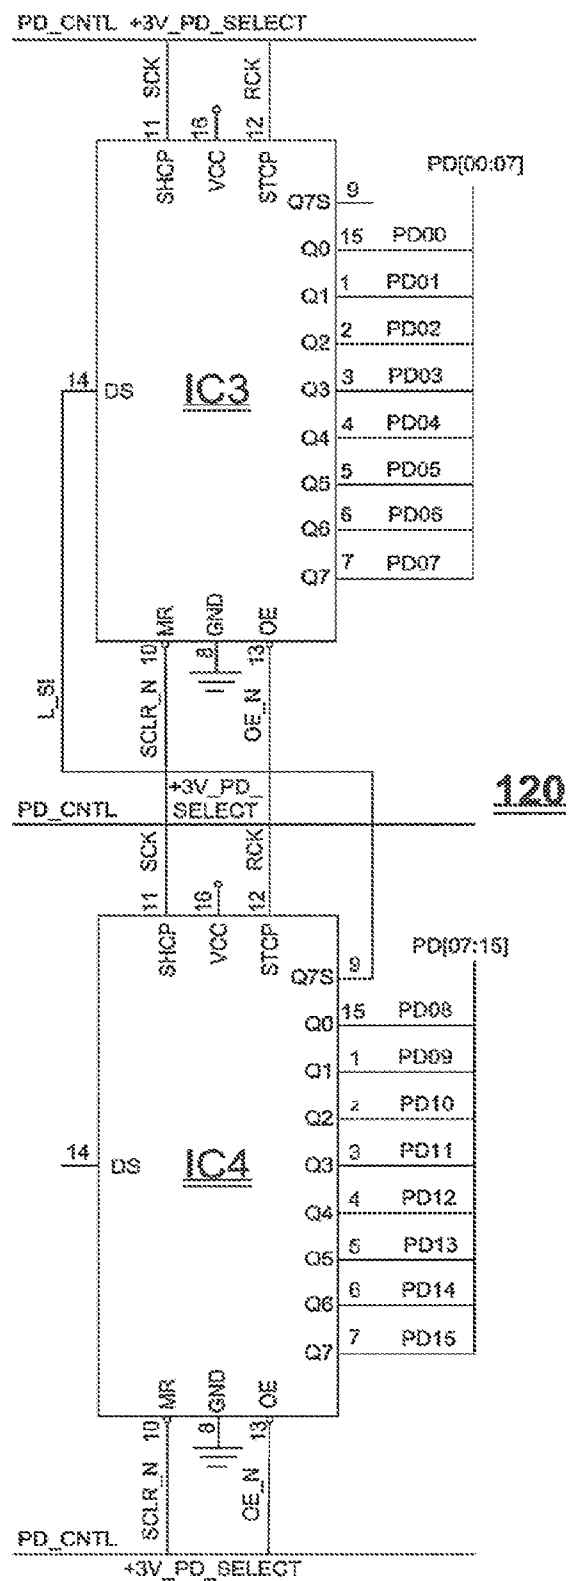 PD_CNTL +3V_PD_SELECT
SCK
RCK
11
16
12
SHCP
VCC
STCP
PD[00:07]
Q7S 9
Q0 15 PD00
Q1 1 PD01
Q2 2 PD02
Q3 3 PD03
14 DS
IC3
Q4 4 PD04
Q5 5 PD05
Q6 6 PD06
Q7 7 PD07
MR
GND
OE
10
8
13
L_SI
SCLR_N
OE_N
120
+3V_PD_
PD_CNTL SELECT
SCK
RCK
11
16
12
SHCP
VCC
STCP
PD[07:15]
Q7S 9
Q0 15 PD08
Q1 1 PD09
Q2 2 PD10
Q3 3 PD11
14 DS
IC4
Q4 4 PD12
Q5 5 PD13
Q6 6 PD14
Q7 7 PD15
MR
GND
OE
10
8
13
SCLR_N
OE_N
PD_CNTL
+3V_PD_SELECT